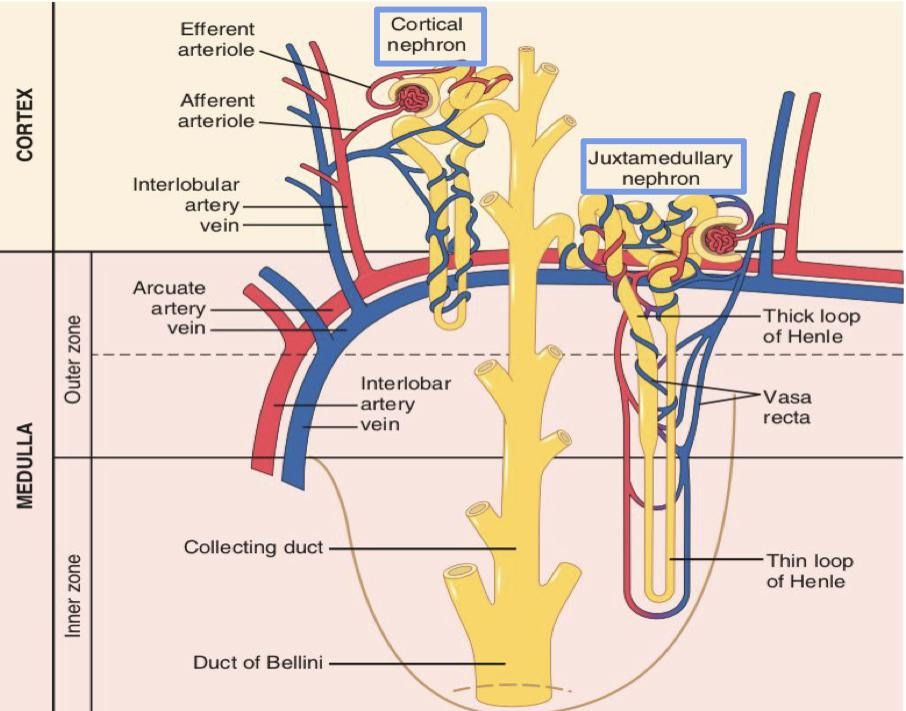 Efferent
arteriole
Cortical
nephron
Afferent
arteriole
CORTEX
Juxtamedullary
nephron
Interlobular
artery
vein
Arcuate
artery
vein
Thick loop
of Henle
Outer zone
Interlobar
artery
vein
Vasa
recta
MEDULLA
Collecting duct
Thin loop
of Henle
Inner zone
Duct of Bellini